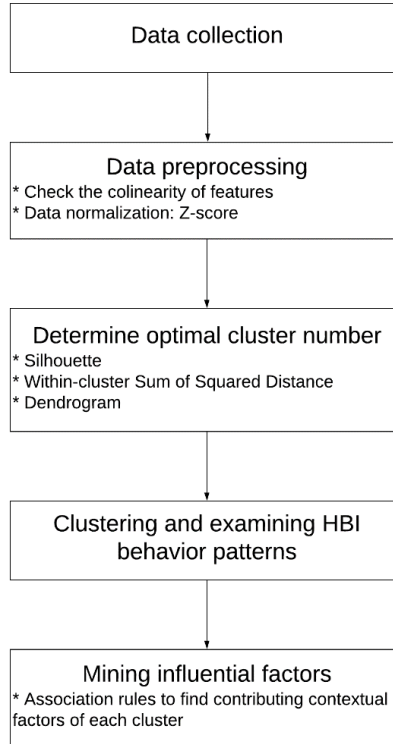 Data collection
Data preprocessing
* Check the colinearity of features
* Data normalization: Z-score
Determine optimal cluster number
* Silhouette
* Within-cluster Sum of Squared Distance
* Dendrogram
Clustering and examining HBI
behavior patterns
Mining influential factors
* Association rules to find contributing contextual
factors of each cluster